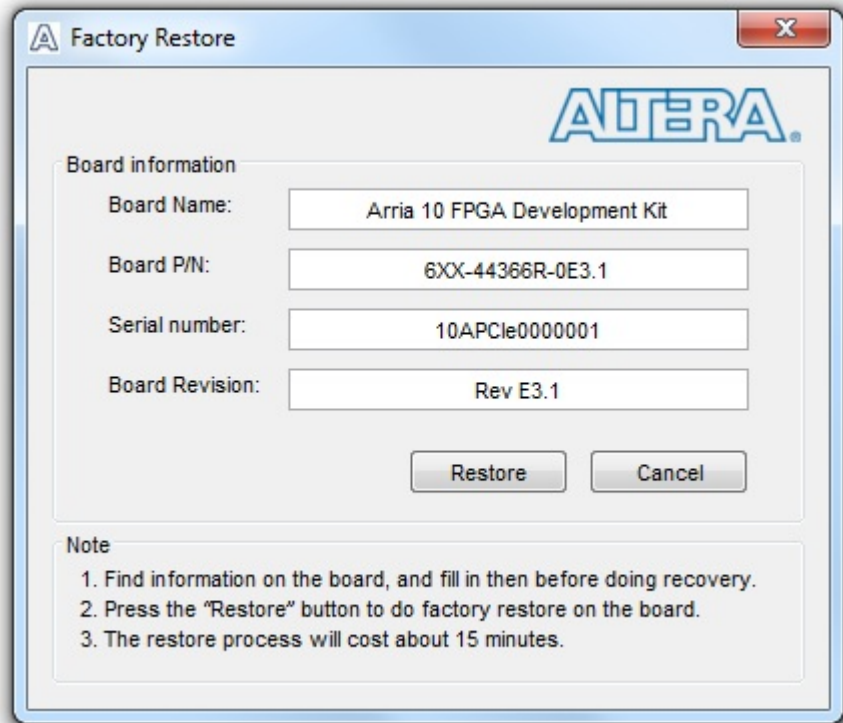 Factory Restore
ALTERA®
Board information
Board Name: Arria 10 FPGA Development Kit
Board P/N: 6XX-44366R-0E3.1
Serial number: 10APCIe0000001
Board Revision: Rev E3.1
Restore Cancel
Note
1. Find information on the board, and fill in then before doing recovery.
2. Press the "Restore" button to do factory restore on the board.
3. The restore process will cost about 15 minutes.